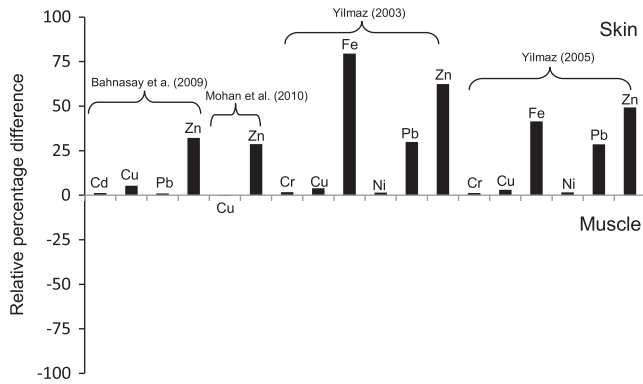 Yilmaz (2003)
Skin
Yilmaz (2005)
Bahnasay et a. (2009)
Mohan et al. (2010)
Relative percentage difference
100
75
50
25
0
-25
-50
-75
-100
Cd
Cu
Pb
Zn
Cu
Zn
Cr
Cu
Fe
Ni
Pb
Zn
Cr
Cu
Fe
Ni
Pb
Zn
Muscle